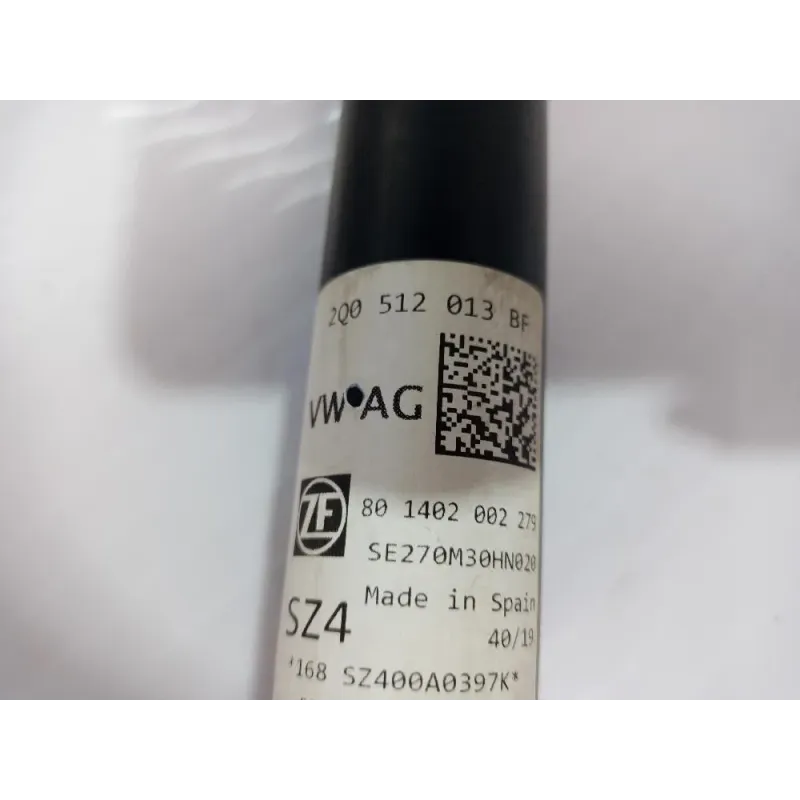 2Q0 512 013 BF
VW AG
ZF
80 1402 002 279
SE270M30HN020
Made in Spain
SZ4
40/19
*168 SZ400A0397K*